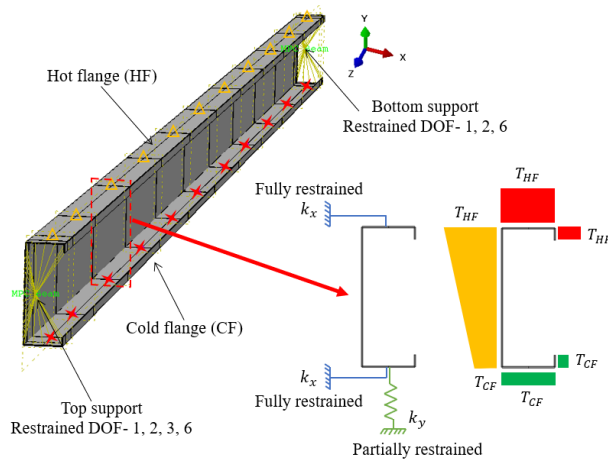 Y
X
Z
Hot flange (HF)
Bottom support
Restrained DOF- 1, 2, 6
Fully restrained
k_x
T_HF
T_HF
T_HF
Cold flange (CF)
k_x
Fully restrained
T_CF
T_CF
k_y
Top support
Restrained DOF- 1, 2, 3, 6
Partially restrained